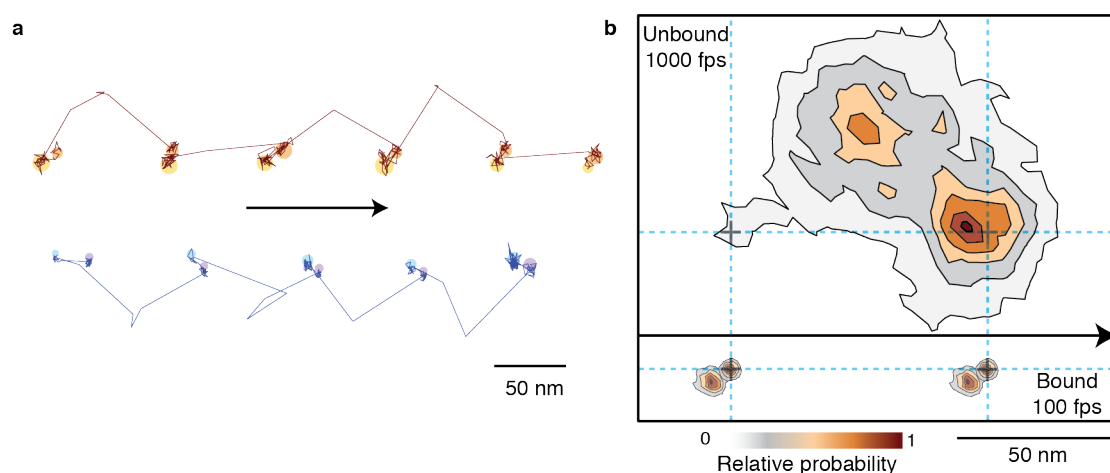 a
50 nm
b
Unbound
1000 fps
Bound
100 fps
0
1
Relative probability
50 nm